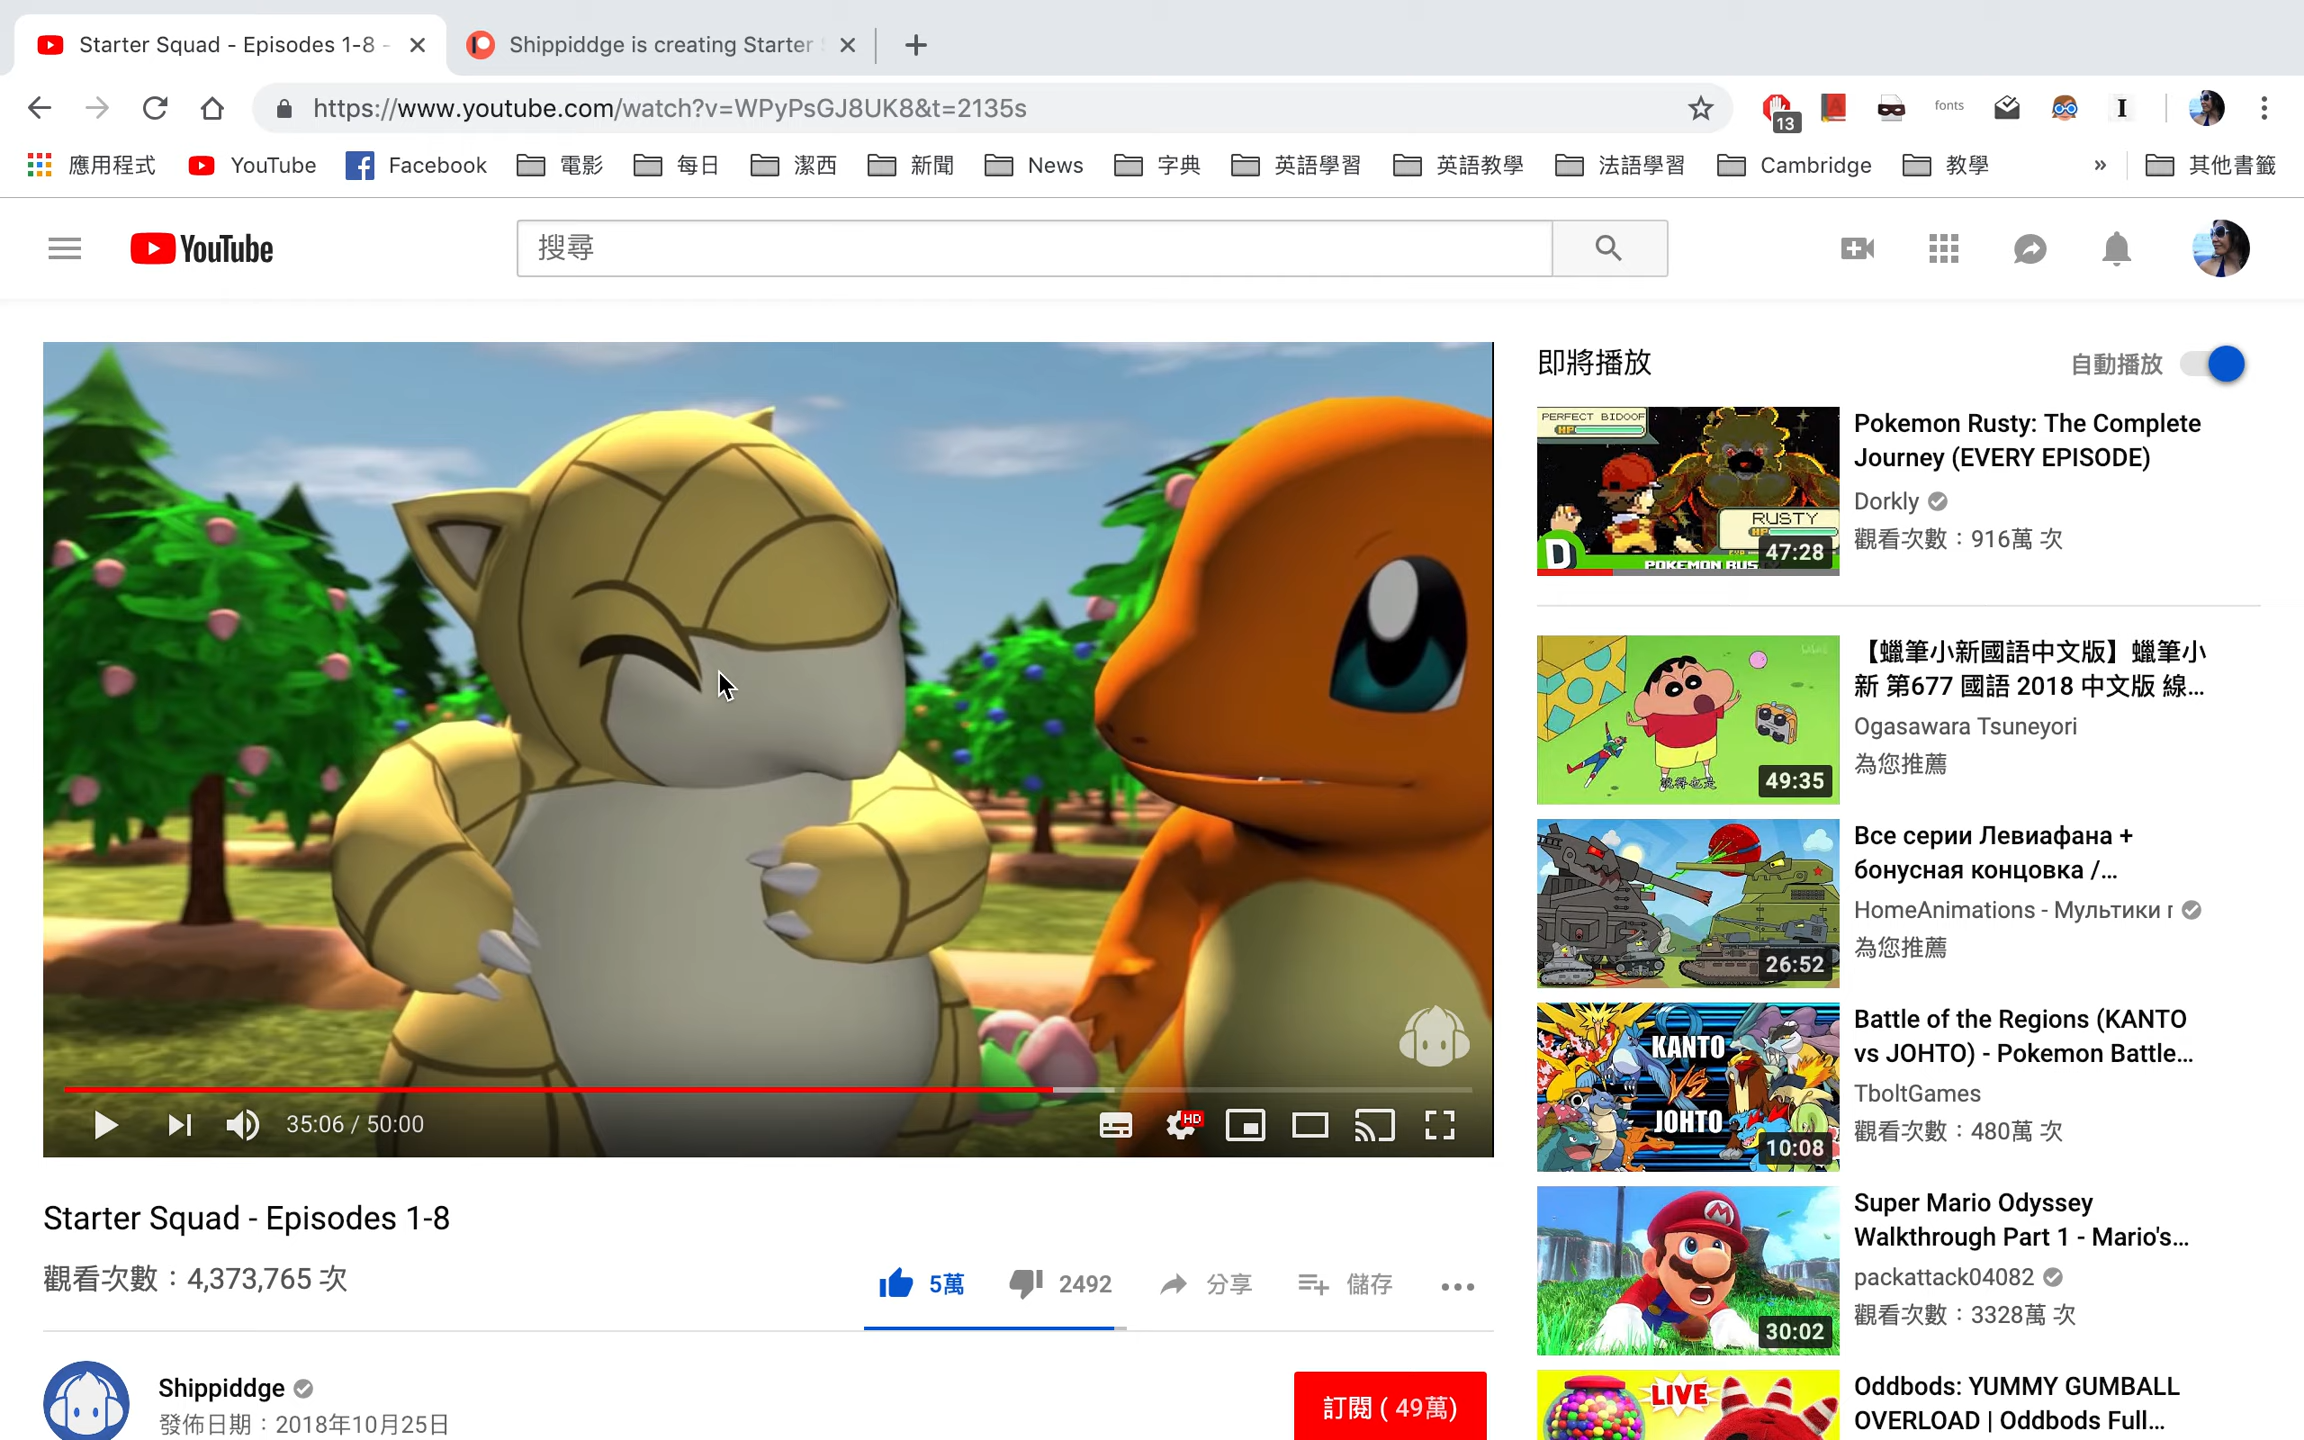 Starter Squad - Episodes 1-8 -
Shippiddge is creating Starter
https://www.youtube.com/watch?v=WPyPsGJ8UK8&t=2135s
13
fonts
應用程式 YouTube Facebook 電影 每日 潔西 新聞 News 字典 英語學習 英語教學 法語學習 Cambridge 教學 » 其他書籤
YouTube
搜尋
35:06 / 50:00
HD
Starter Squad - Episodes 1-8
觀看次數：4,373,765 次
5萬 2492 分享 儲存
Shippiddge
發佈日期：2018年10月25日
訂閱 ( 49萬)
即將播放
自動播放
PERFECT BIDOOF
HP
RUSTY
HP
D
POKEMON RUS
47:28
Pokemon Rusty: The Complete
Journey (EVERY EPISODE)
Dorkly
觀看次數：916萬 次
49:35
【蠟筆小新國語中文版】蠟筆小
新 第677 國語 2018 中文版 線...
Ogasawara Tsuneyori
為您推薦
26:52
Все серии Левиафана +
бонусная концовка /...
HomeAnimations - Мультики г
為您推薦
KANTO
VS
JOHTO
10:08
Battle of the Regions (KANTO
vs JOHTO) - Pokemon Battle...
TboltGames
觀看次數：480萬 次
M
30:02
Super Mario Odyssey
Walkthrough Part 1 - Mario's...
packattack04082
觀看次數：3328萬 次
LIVE
Oddbods: YUMMY GUMBALL
OVERLOAD | Oddbods Full...